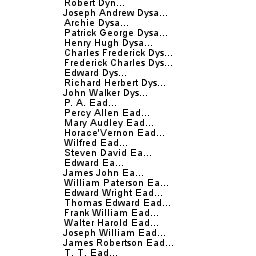 Robert Dyn...
Joseph Andrew Dysa...
Archie Dysa...
Patrick George Dysa...
Henry Hugh Dysa...
Charles Frederick Dys...
Frederick Charles Dys...
Edward Dys...
Richard Herbert Dys...
John Walker Dys...
P. A. Ead...
Percy Allen Ead...
Mary Audley Ead...
Horace'Vernon Ead...
Wilfred Ead...
Steven David Ea...
Edward Ea...
James John Ea...
William Paterson Ea...
Edward Wright Ead...
Thomas Edward Ead...
Frank William Ead...
Walter Harold Ead...
Joseph William Ead...
James Robertson Ead...
T. T. Ead...